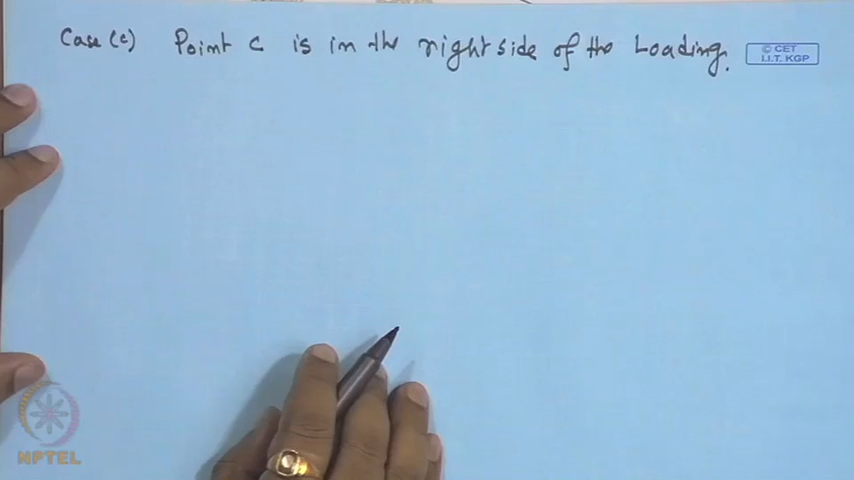 Case (c) Point C is in the right side of the Loading.
© CET
I.I.T. KGP
NPTEL